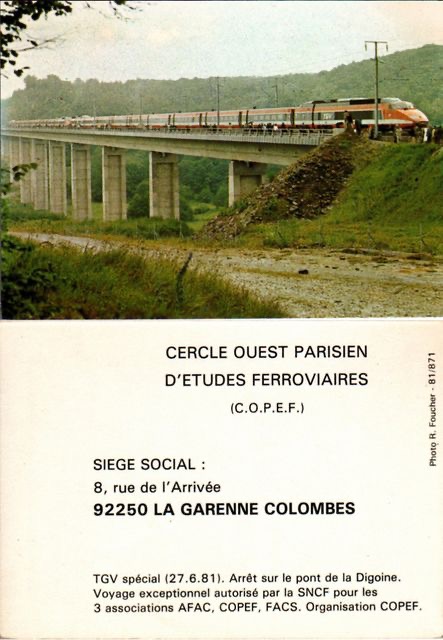 TGV
CERCLE OUEST PARISIEN
D'ETUDES FERROVIAIRES
(C.O.P.E.F.)
Photo R. Foucher - 81/871
SIEGE SOCIAL :
8, rue de l'Arrivée
92250 LA GARENNE COLOMBES
TGV spécial (27.6.81). Arrêt sur le pont de la Digoine.
Voyage exceptionnel autorisé par la SNCF pour les
3 associations AFAC, COPEF, FACS. Organisation COPEF.